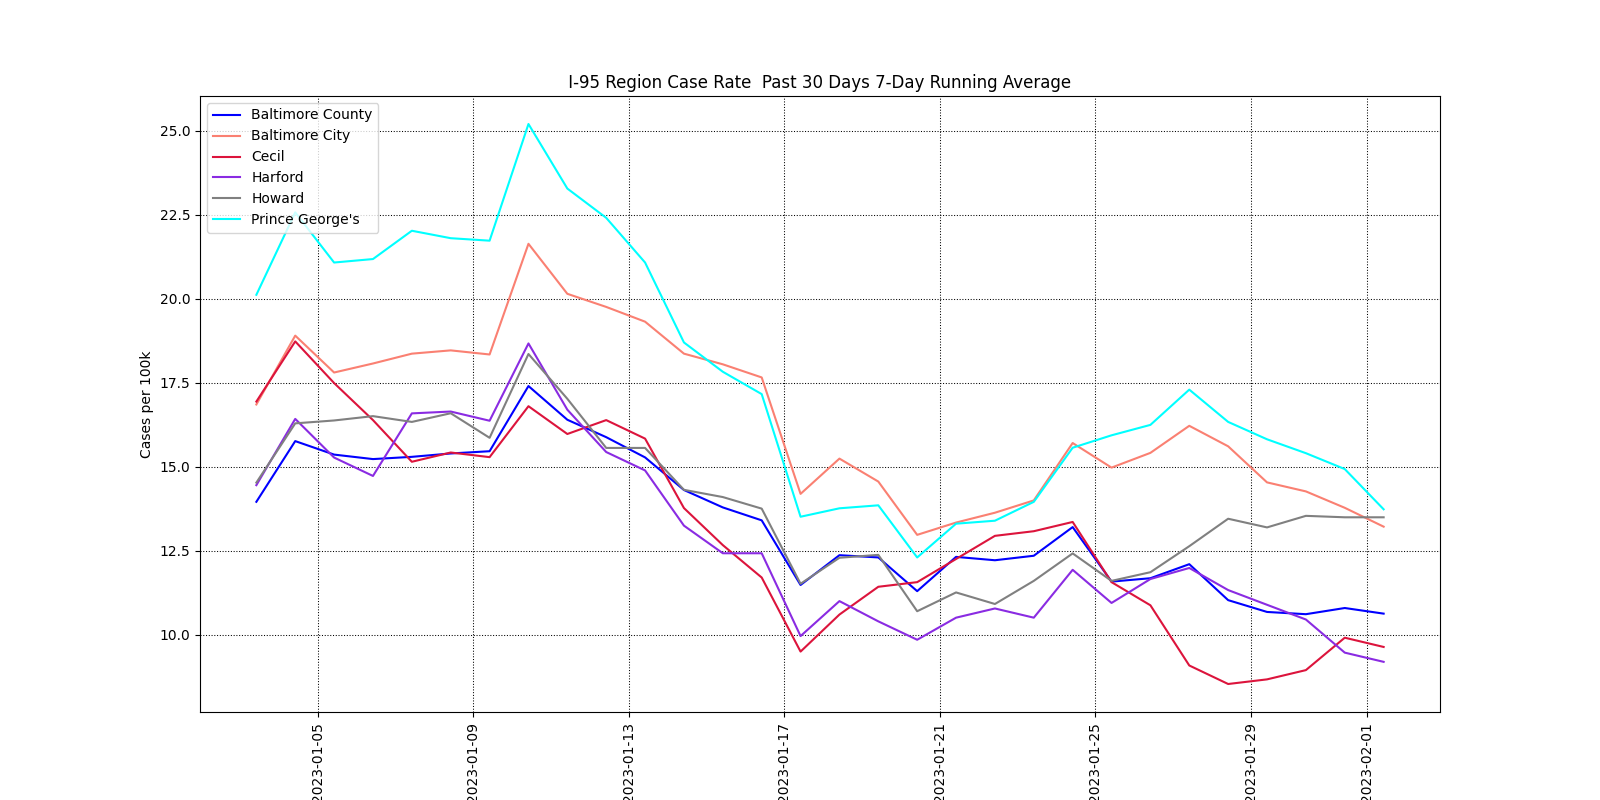 I-95 Region Case Rate  Past 30 Days 7-Day Running Average
Baltimore County
Baltimore City
Cecil
Harford
Howard
Prince George's
Cases per 100k
25.0
22.5
20.0
17.5
15.0
12.5
10.0
2023-01-05
2023-01-09
2023-01-13
2023-01-17
2023-01-21
2023-01-25
2023-01-29
2023-02-01